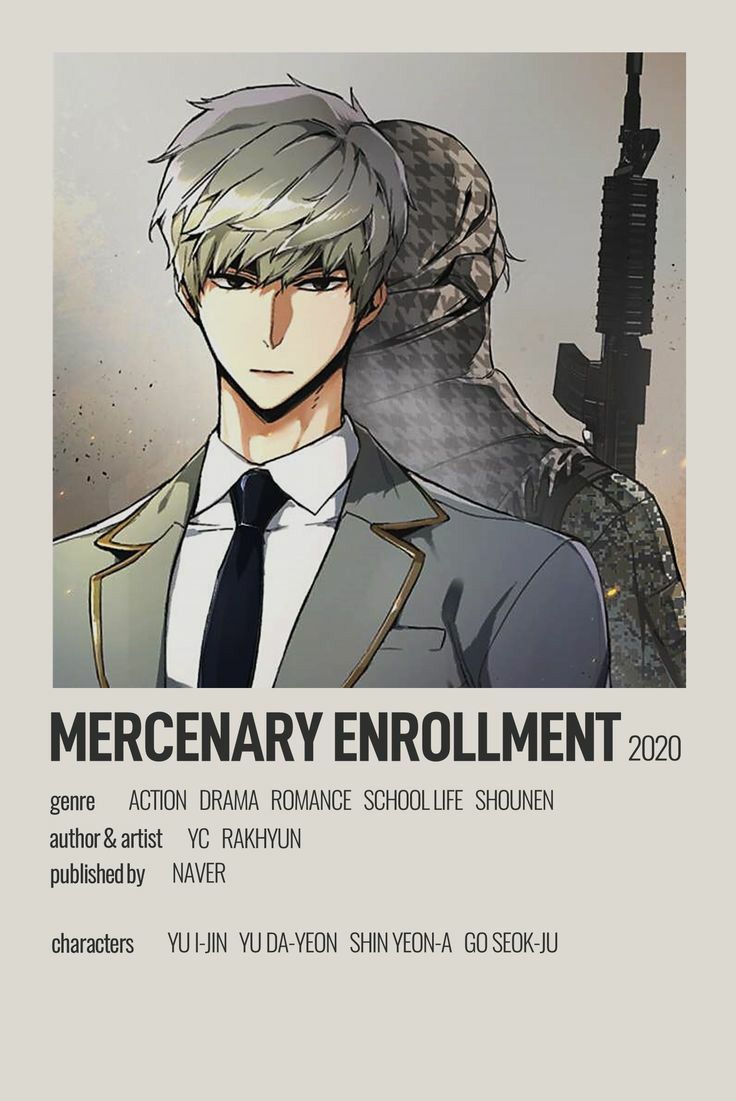 MERCENARY ENROLLMENT 2020
genre ACTION DRAMA ROMANCE SCHOOL LIFE SHOUNEN
author & artist YC RAKHYUN
published by NAVER
characters YU I-JIN YU DA-YEON SHIN YEON-A GO SEOK-JU